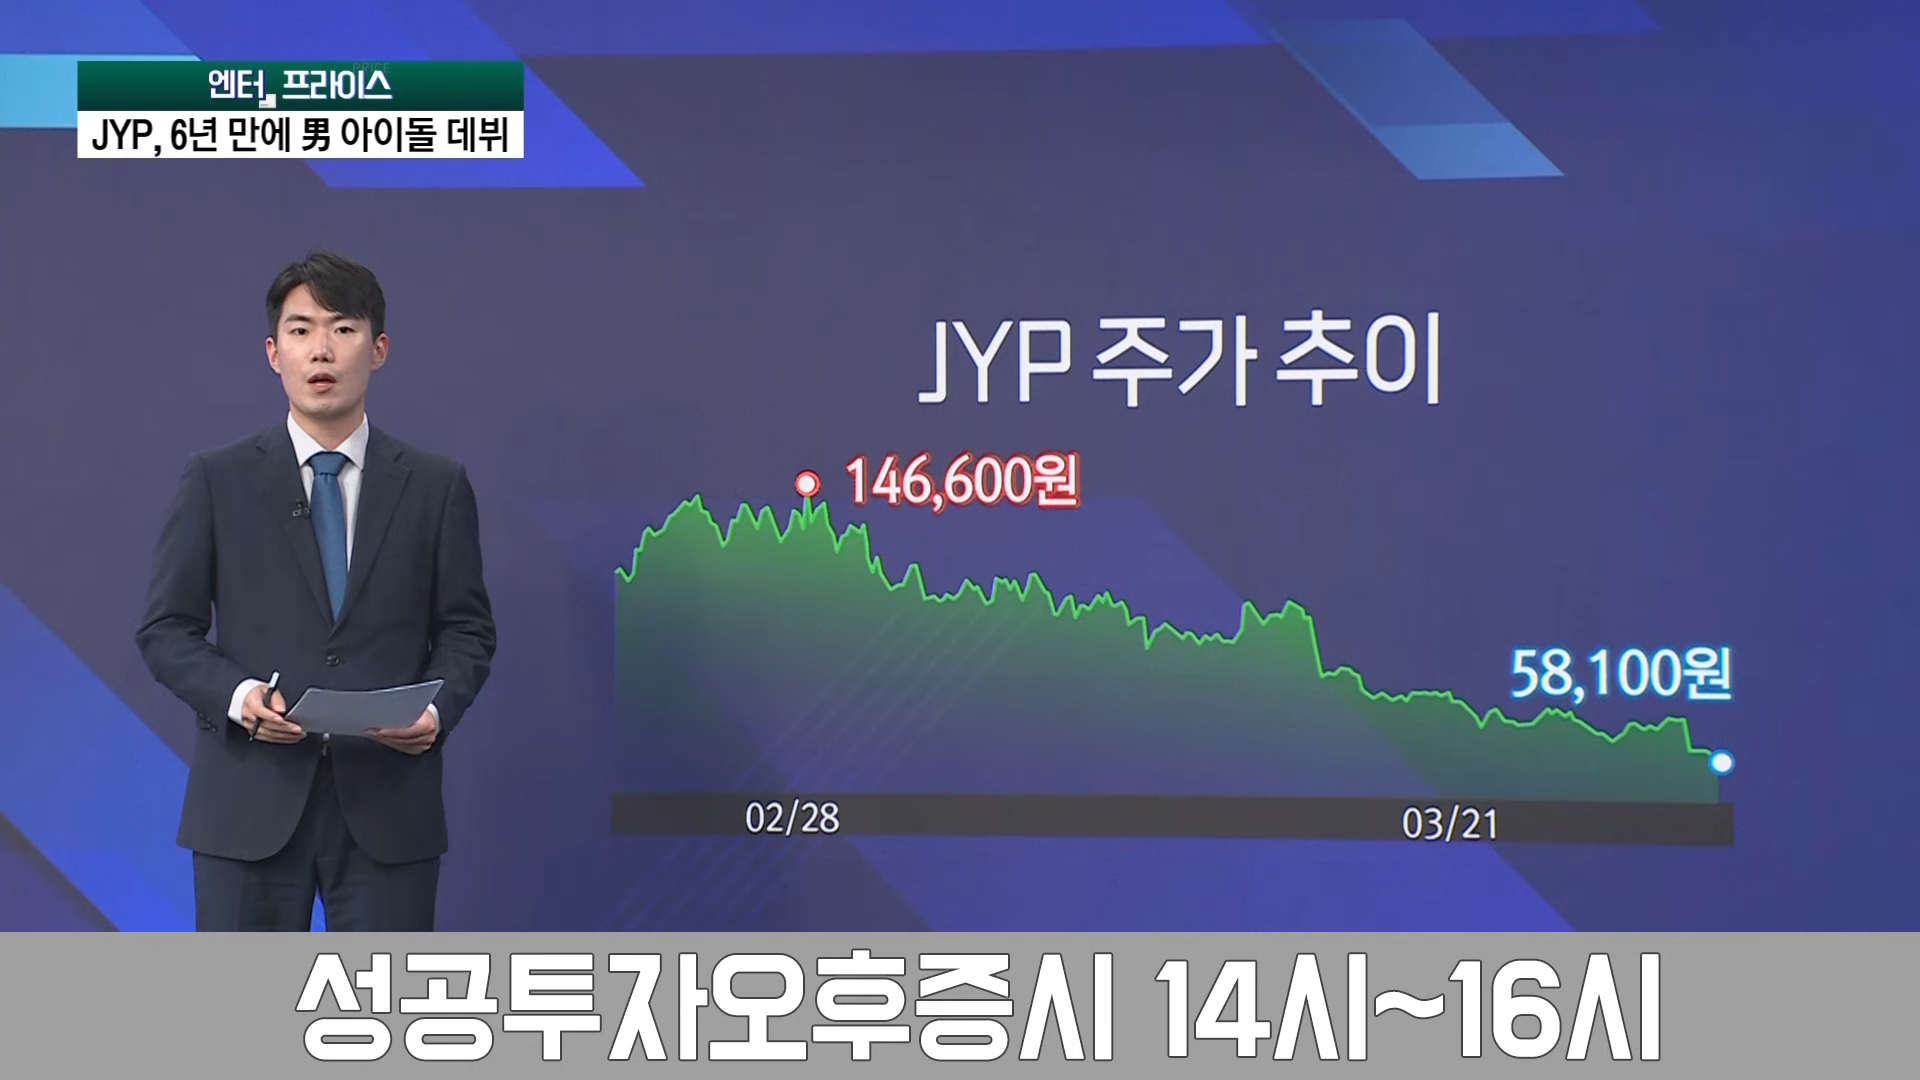 PRICE
엔터 프라이스
JYP, 6년 만에 男 아이돌 데뷔
JYP 주가 추이
146,600원
58,100원
02/28
03/21
성공투자오후증시 14시~16시